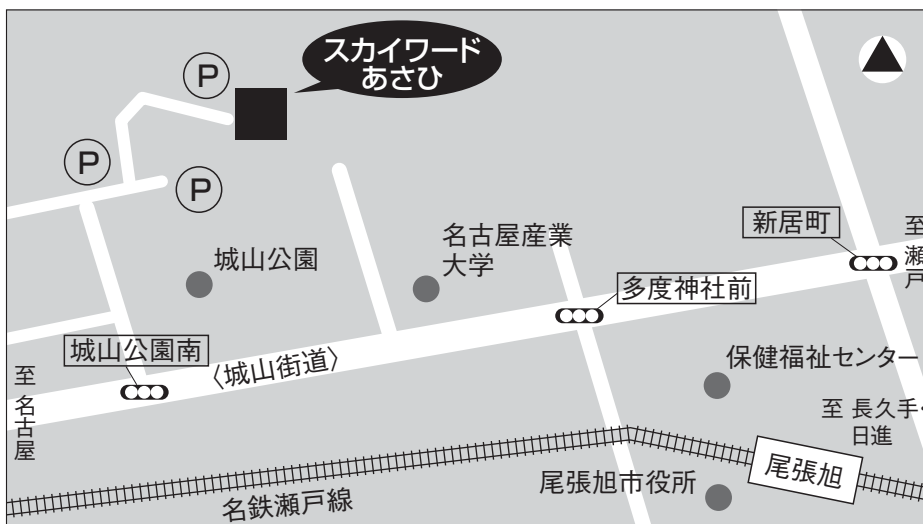 スカイワード
あさひ
P
P
P
新居町
至
瀬戸
名古屋産業
大学
城山公園
多度神社前
城山公園南
〈城山街道〉
保健福祉センター
至 名古屋
至 長久手・
日進
尾張旭
尾張旭市役所
名鉄瀬戸線